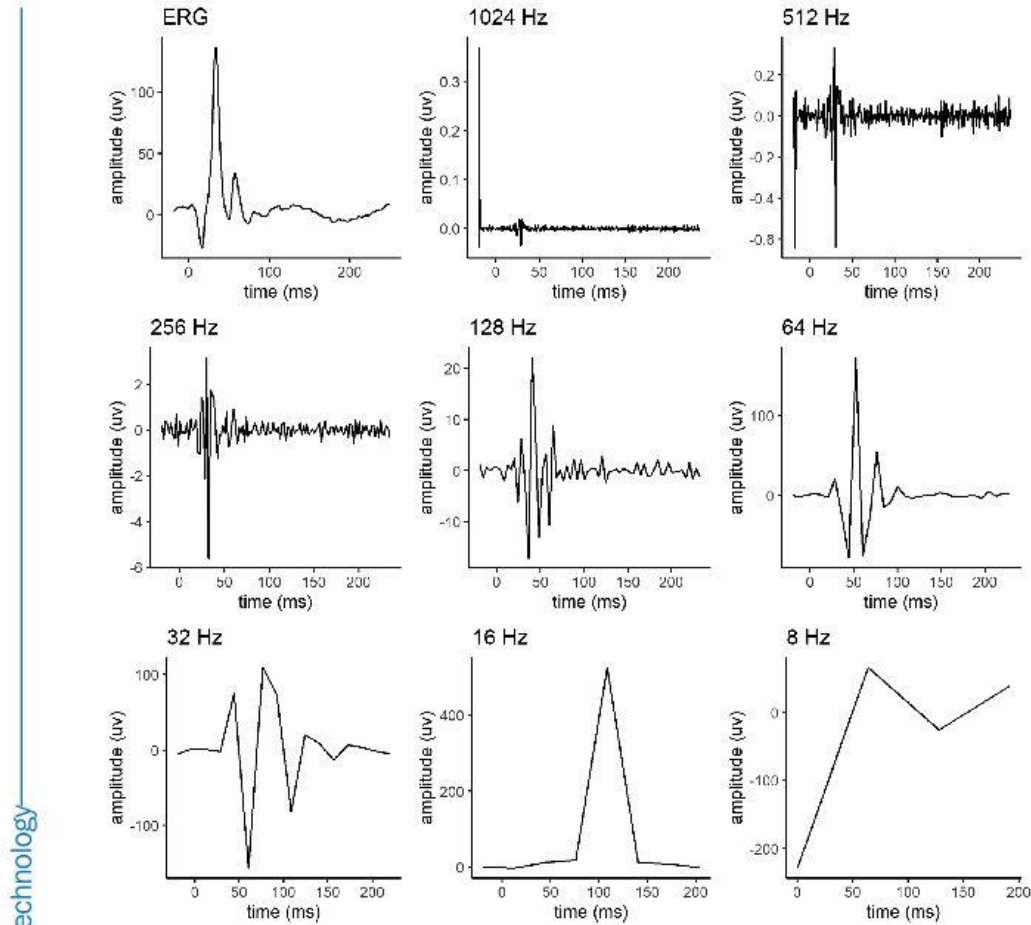 ERG
1024 Hz
512 Hz
amplitude (uv)
100
50
0
0
100
200
time (ms)
amplitude (uv)
0.3
0.2
0.1
0.0
0
50
100
150
200
time (ms)
amplitude (uv)
0.2
0.0
-0.2
-0.4
-0.6
-0.8
0
50
100
150
200
time (ms)
256 Hz
128 Hz
64 Hz
amplitude (uv)
2
0
-2
-4
-6
0
50
100
150
200
time (ms)
amplitude (uv)
20
10
0
-10
0
50
100
150
200
time (ms)
amplitude (uv)
100
0
0
50
100
150
200
time (ms)
32 Hz
16 Hz
8 Hz
amplitude (uv)
100
0
-100
0
50
100
150
200
time (ms)
amplitude (uv)
400
200
0
0
50
100
150
200
time (ms)
amplitude (uv)
0
-100
-200
0
50
100
150
200
time (ms)
echnology